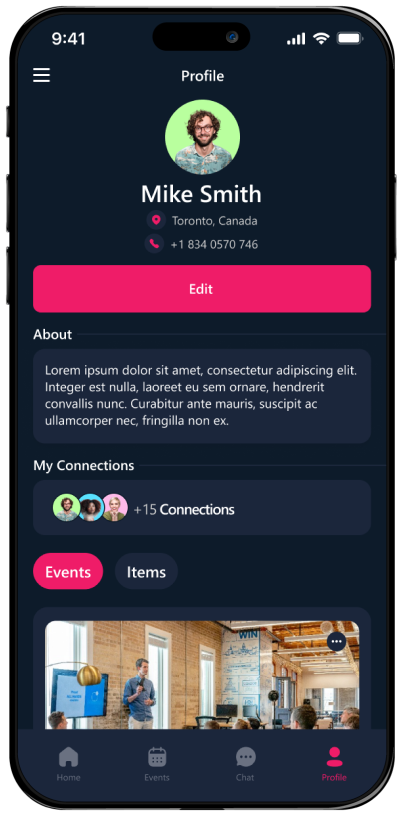 9:41
Profile
Mike Smith
Toronto, Canada
+1 834 0570 746
Edit
About
Lorem ipsum dolor sit amet, consectetur adipiscing elit.
Integer est nulla, laoreet eu sem ornare, hendrerit
convallis nunc. Curabitur ante mauris, suscipit ac
ullamcorper nec, fringilla non ex.
My Connections
+15 Connections
Events Items
WIN
Home Events Chat Profile